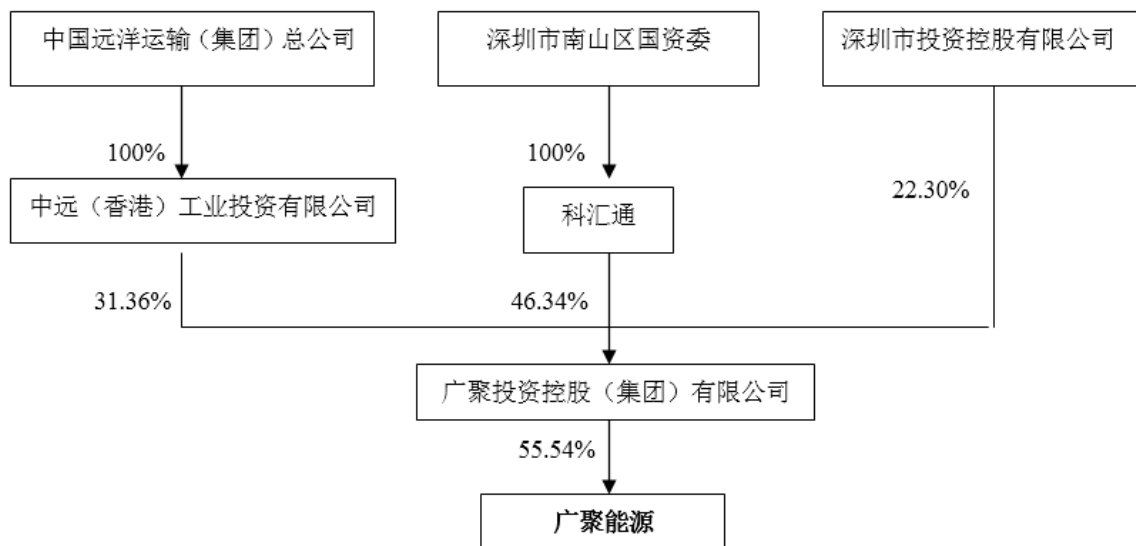 中国远洋运输（集团）总公司
深圳市南山区国资委
深圳市投资控股有限公司
100%
100%
中远（香港）工业投资有限公司
科汇通
22.30%
31.36%
46.34%
广聚投资控股（集团）有限公司
55.54%
广聚能源